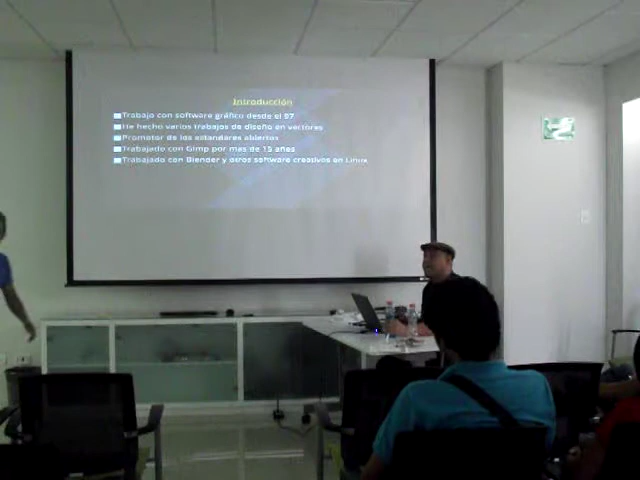 Introducción
Trabajo con software gráfico desde el 97
He hecho varios trabajos de diseño en vectores
Promotor de los estandares abiertos
Trabajado con Gimp por mas de 15 años
Trabajado con Blender y otros software creativos en Linux